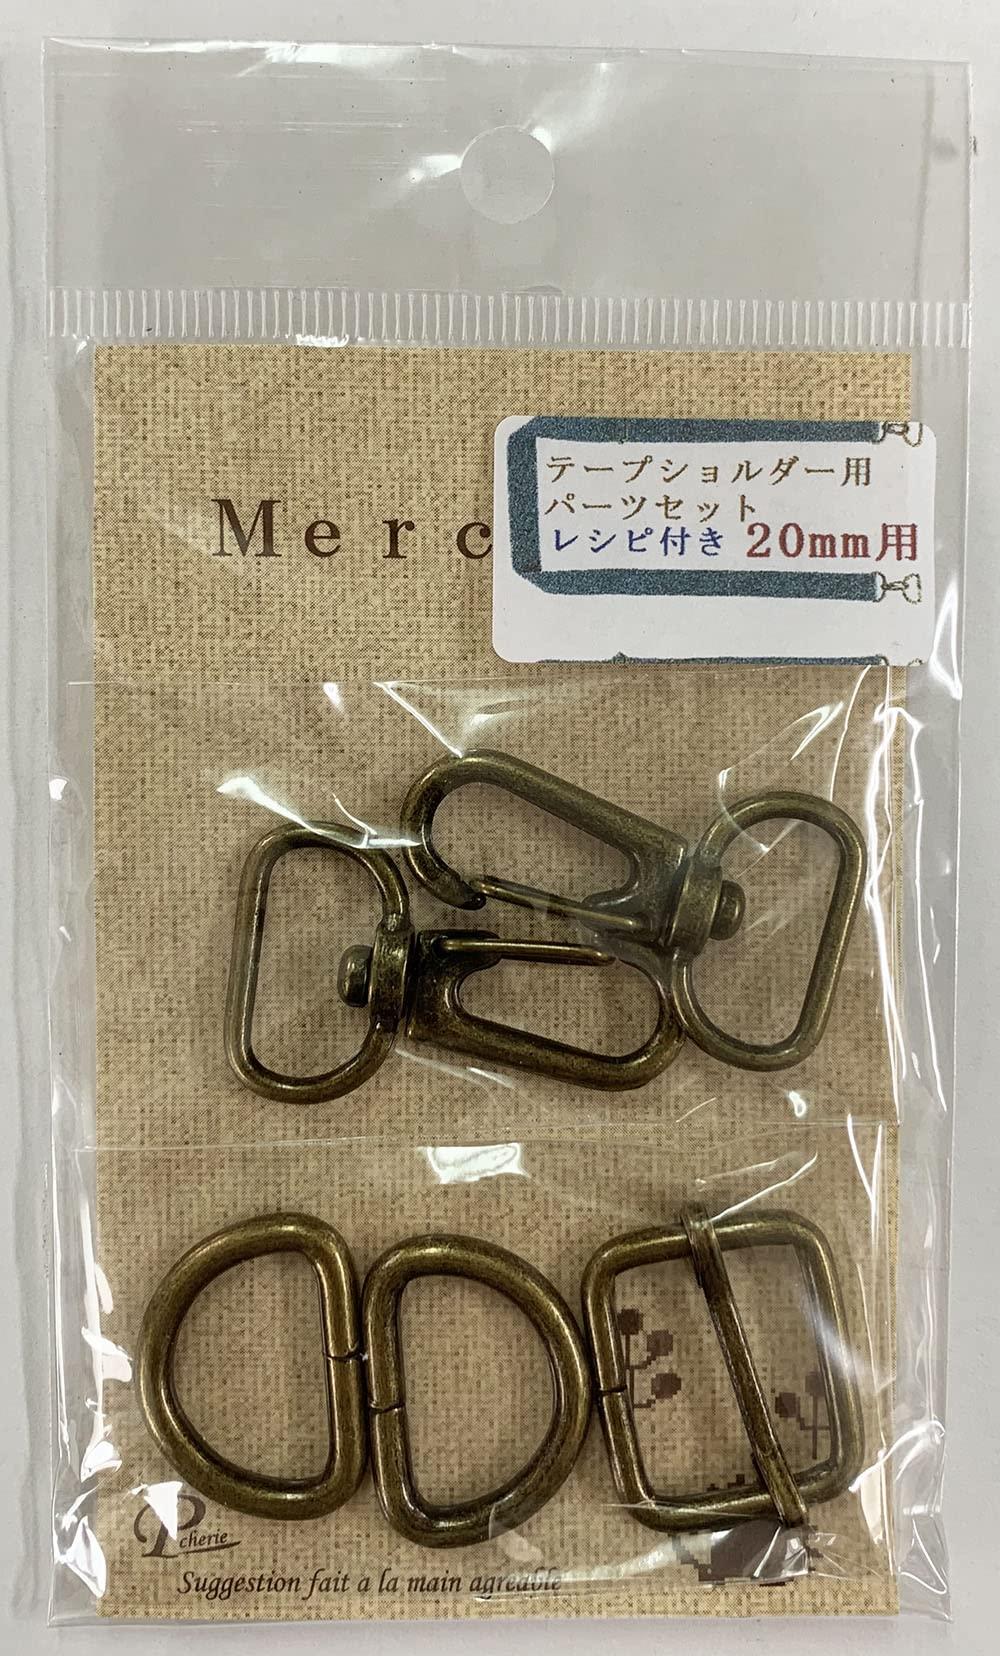 Merc
テープショルダー用
パーツセット
レシピ付き 20mm用
Pcherie
Suggestion fait a la main agreable